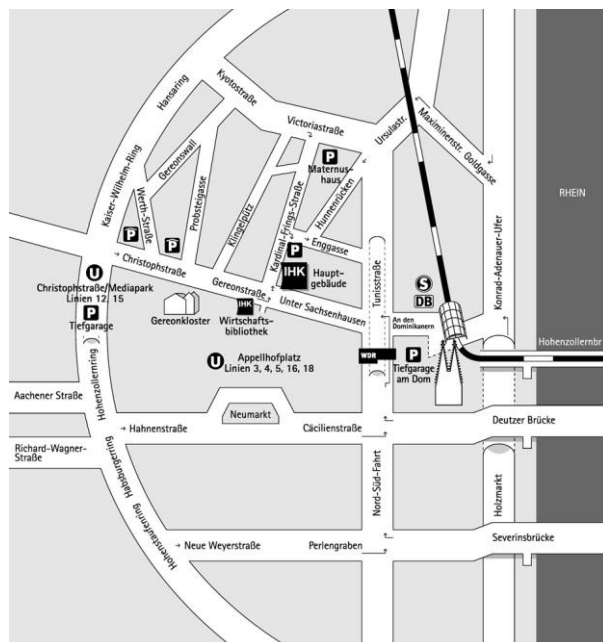 Hansaring
Kyotostraße
Victoriastraße
Ursulastr.
Maximinenstr.
Goldgasse
RHEIN
Kaiser-Wilhelm-Ring
Werth-Straße
Gereonswall
Probsteigasse
Klingelpütz
Kardinal-Frings-Straße
Hunnenrücken
P
Maternus-
haus
P
P
P
Enggasse
IHK
Haupt-
gebäude
Tunisstraße
Konrad-Adenauer-Ufer
Christophstraße
Gereonstraße
Unter Sachsenhausen
U
Christophstraße/Mediapark
Linien 12, 15
P
Tiefgarage
Gereonkloster
IHK
Wirtschafts-
bibliothek
S
DB
An den
Dominikanern
Hohenzollernbr
U
Appellhofplatz
Linien 3, 4, 5, 16, 18
WDR
P
Tiefgarage
am Dom
Hohenzollernring
Aachener Straße
Neumarkt
Hahnenstraße
Cäcilienstraße
Deutzer Brücke
Richard-Wagner-
Straße
Habsburgerring
Hohenstaufenring
Nord-Süd-Fahrt
Holzmarkt
Neue Weyerstraße
Perlengraben
Severinsbrücke